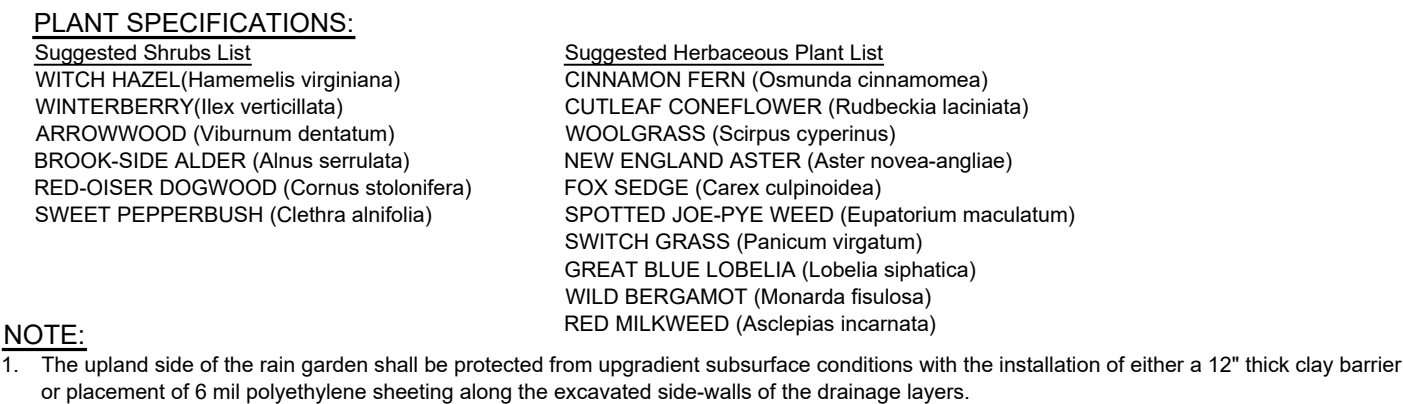 PLANT SPECIFICATIONS:
Suggested Shrubs List
WITCH HAZEL(Hamemelis virginiana)
WINTERBERRY(Ilex verticillata)
ARROWWOOD (Viburnum dentatum)
BROOK-SIDE ALDER (Alnus serrulata)
RED-OISER DOGWOOD (Cornus stolonifera)
SWEET PEPPERBUSH (Clethra alnifolia)
Suggested Herbaceous Plant List
CINNAMON FERN (Osmunda cinnamomea)
CUTLEAF CONEFLOWER (Rudbeckia laciniata)
WOOLGRASS (Scirpus cyperinus)
NEW ENGLAND ASTER (Aster novea-angliae)
FOX SEDGE (Carex culpinoidea)
SPOTTED JOE-PYE WEED (Eupatorium maculatum)
SWITCH GRASS (Panicum virgatum)
GREAT BLUE LOBELIA (Lobelia siphatica)
WILD BERGAMOT (Monarda fisulosa)
RED MILKWEED (Asclepias incarnata)
NOTE:
1. The upland side of the rain garden shall be protected from upgradient subsurface conditions with the installation of either a 12" thick clay barrier
or placement of 6 mil polyethylene sheeting along the excavated side-walls of the drainage layers.